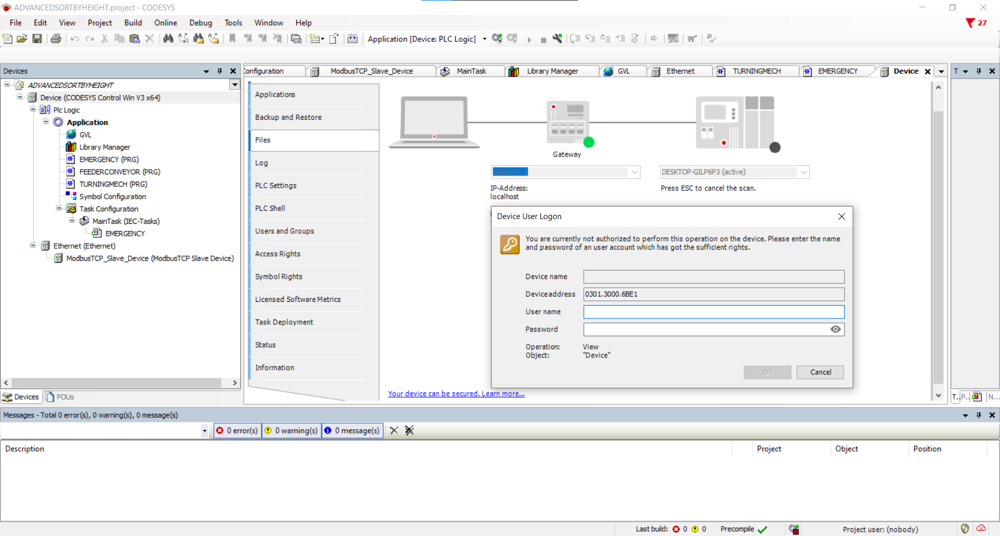 ADVANCEDSORTBYHEIGHT.project - CODESYS
File Edit View Project Build Online Debug Tools Window Help
27
Application [Device: PLC Logic]
Devices
ADVANCEDSORTBYHEIGHT
Device (CODESYS Control Win V3 x64)
Plc Logic
Application
GVL
Library Manager
EMERGENCY (PRG)
FEEDERCONVEYOR (PRG)
TURNINGMECH (PRG)
Symbol Configuration
Task Configuration
MainTask (IEC-Tasks)
EMERGENCY
Ethernet (Ethernet)
ModbusTCP_Slave_Device (ModbusTCP Slave Device)
Devices POUs
onfiguration ModbusTCP_Slave_Device MainTask Library Manager GVL Ethernet TURNINGMECH EMERGENCY Device
T.
Applications
Backup and Restore
Files
Log
PLC Settings
PLC Shell
Users and Groups
Access Rights
Symbol Rights
Licensed Software Metrics
Task Deployment
Status
Information
Gateway
Gateway-1
DESKTOP-GILP6P3 (active)
IP-Address:
localhost
Press ESC to cancel the scan.
Device User Logon
You are currently not authorized to perform this operation on the device. Please enter the name
and password of an user account which has got the sufficient rights.
Device name
Device address 0301.3000.6BE1
User name
Password
Operation: View
Object: "Device"
OK Cancel
Your device can be secured. Learn more...
T.. P.. N...
Messages - Total 0 error(s), 0 warning(s), 0 message(s)
0 error(s) 0 warning(s) 0 message(s)
Description Project Object Position
Last build: 0 0 Precompile Project user: (nobody)